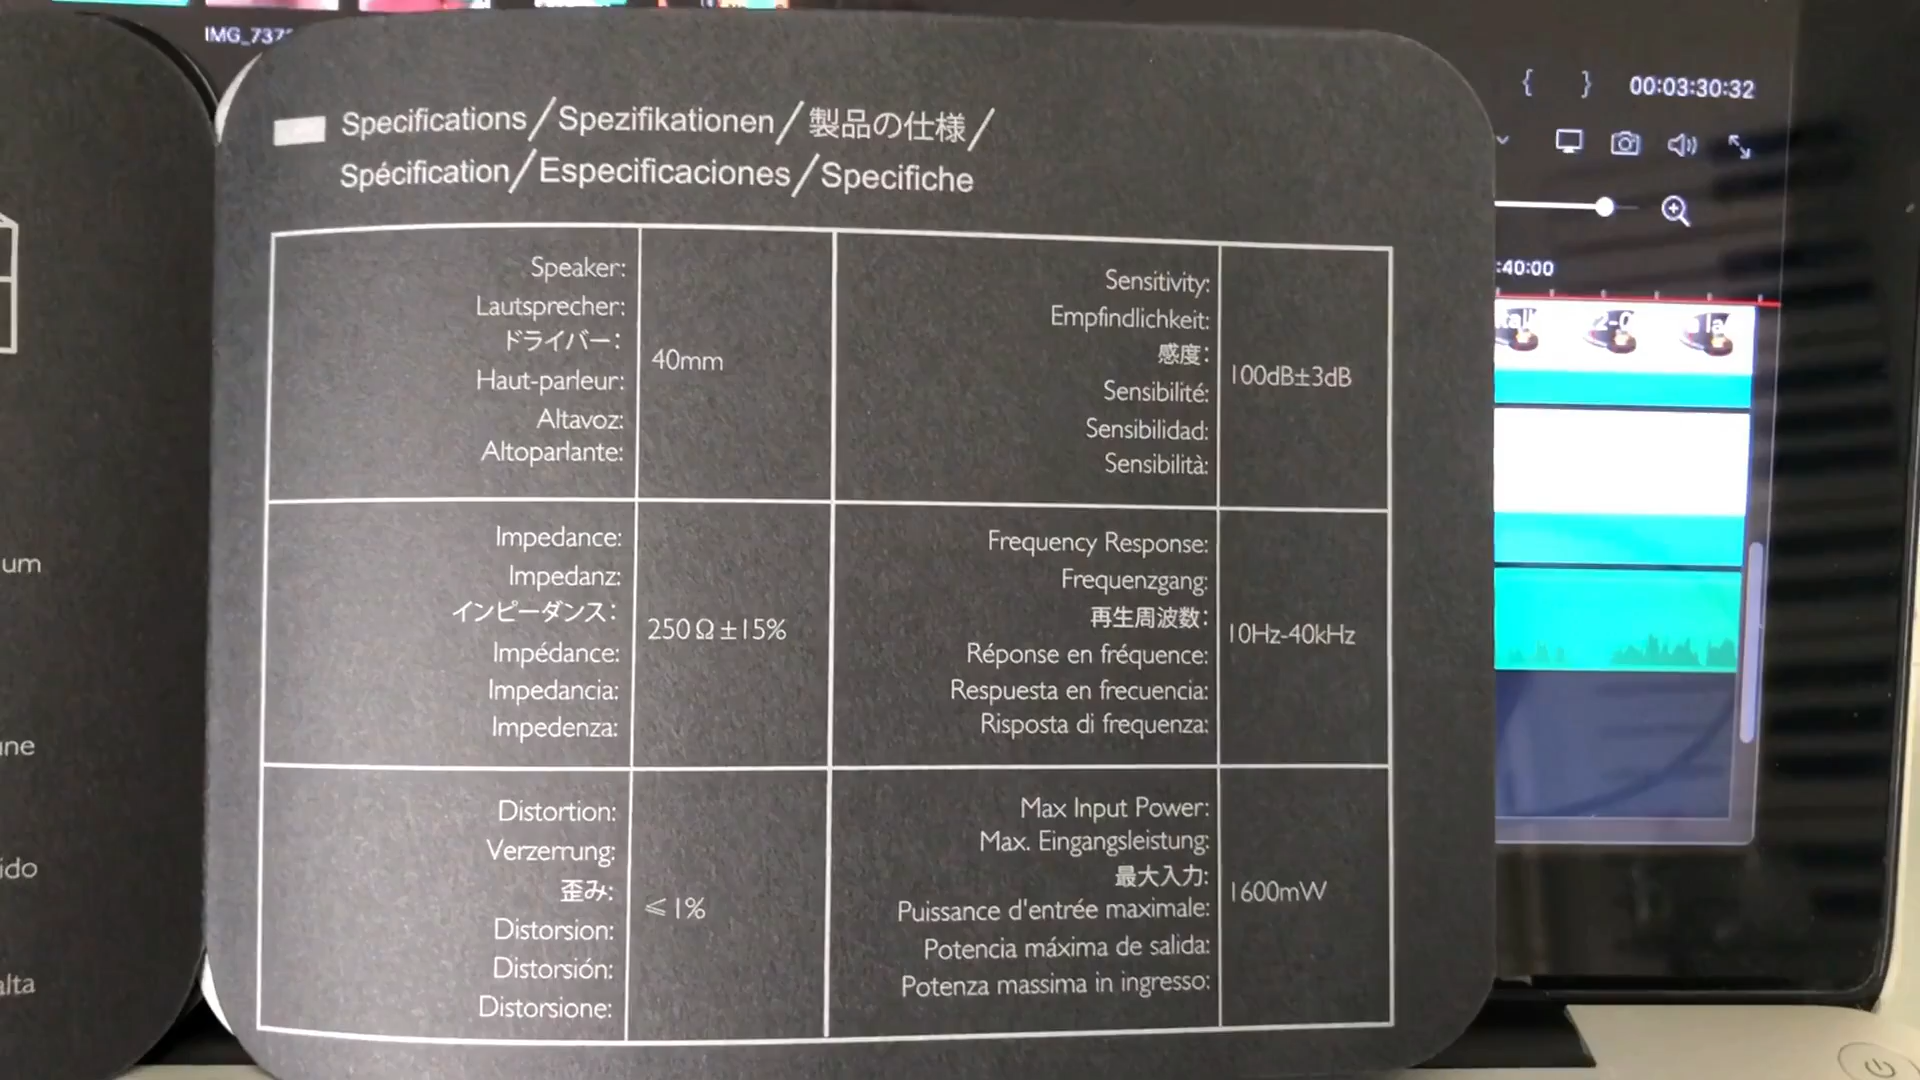 IMG_737
Specifications/Spezifikationen/製品の仕様/
Spécification/Especificaciones/Specifiche
Speaker:
Lautsprecher:
ドライバー:
Haut-parleur:
Altavoz:
Altoparlante:
40mm
Sensitivity:
Empfindlichkeit:
感度:
Sensibilité:
Sensibilidad:
Sensibilità:
100dB±3dB
Impedance:
Impedanz:
インピーダンス:
Impédance:
Impedancia:
Impedenza:
250Ω±15%
Frequency Response:
Frequenzgang:
再生周波数:
Réponse en fréquence:
Respuesta en frecuencia:
Risposta di frequenza:
10Hz-40kHz
Distortion:
Verzerrung:
歪み:
Distorsion:
Distorsión:
Distorsione:
≤1%
Max Input Power:
Max. Eingangsleistung:
最大入力:
Puissance d'entrée maximale:
Potencia máxima de salida:
Potenza massima in ingresso:
1600mW
{ } 00:03:30:32
:40:00
um
ine
ido
alta